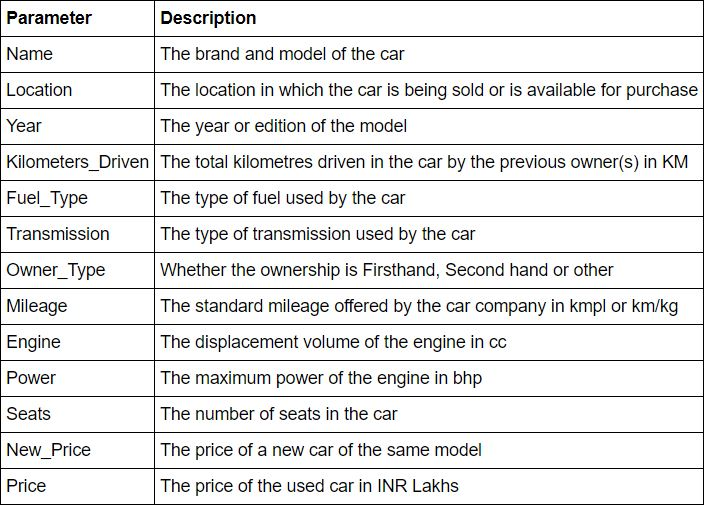 Parameter Description
Name The brand and model of the car
Location The location in which the car is being sold or is available for purchase
Year The year or edition of the model
Kilometers_Driven The total kilometres driven in the car by the previous owner(s) in KM
Fuel_Type The type of fuel used by the car
Transmission The type of transmission used by the car
Owner_Type Whether the ownership is Firsthand, Second hand or other
Mileage The standard mileage offered by the car company in kmpl or km/kg
Engine The displacement volume of the engine in cc
Power The maximum power of the engine in bhp
Seats The number of seats in the car
New_Price The price of a new car of the same model
Price The price of the used car in INR Lakhs